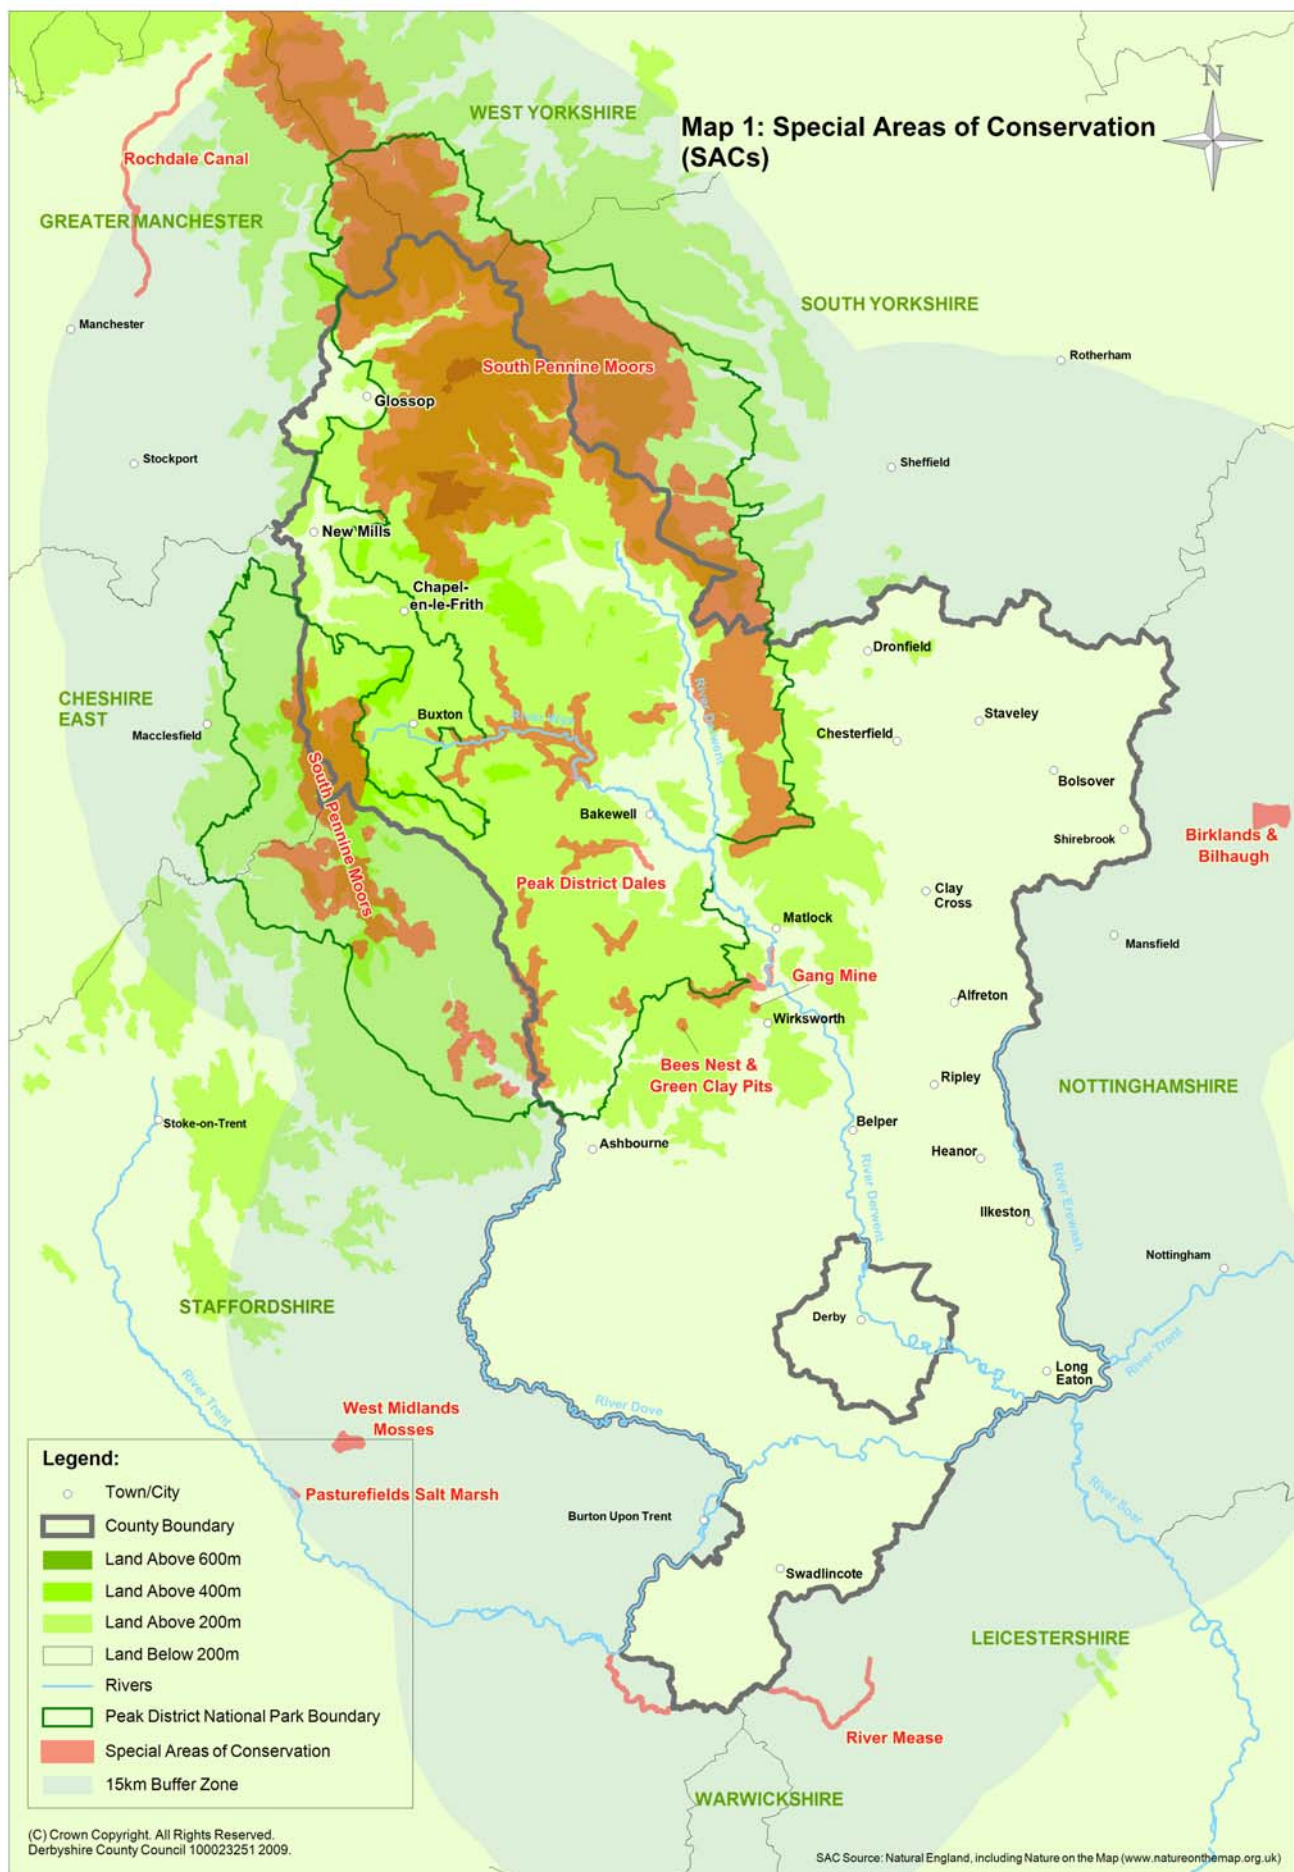 N
Map 1: Special Areas of Conservation
(SACs)
WEST YORKSHIRE
Rochdale Canal
GREATER MANCHESTER
SOUTH YORKSHIRE
Manchester
Rotherham
South Pennine Moors
Glossop
Stockport
Sheffield
New Mills
Chapel-
en-le-Frith
Dronfield
CHESHIRE
EAST
River Derwent
Buxton
River Wye
Staveley
Macclesfield
Chesterfield
South Pennine Moors
Bolsover
Bakewell
Shirebrook
Birklands &
Bilhaugh
Peak District Dales
Clay
Cross
Matlock
Mansfield
Gang Mine
Alfreton
Wirksworth
Bees Nest &
Green Clay Pits
Ripley
NOTTINGHAMSHIRE
Stoke-on-Trent
Belper
Ashbourne
Heanor
River Derwent
River Erewash
Ilkeston
Nottingham
STAFFORDSHIRE
Derby
River Trent
Long
Eaton
River Trent
River Dove
West Midlands
Mosses
Pasturefields Salt Marsh
River Soar
Burton Upon Trent
Swadlincote
LEICESTERSHIRE
River Mease
WARWICKSHIRE
Legend:
Town/City
County Boundary
Land Above 600m
Land Above 400m
Land Above 200m
Land Below 200m
Rivers
Peak District National Park Boundary
Special Areas of Conservation
15km Buffer Zone
(C) Crown Copyright. All Rights Reserved.
Derbyshire County Council 100023251 2009.
SAC Source: Natural England, including Nature on the Map (www.natureonthemap.org.uk)